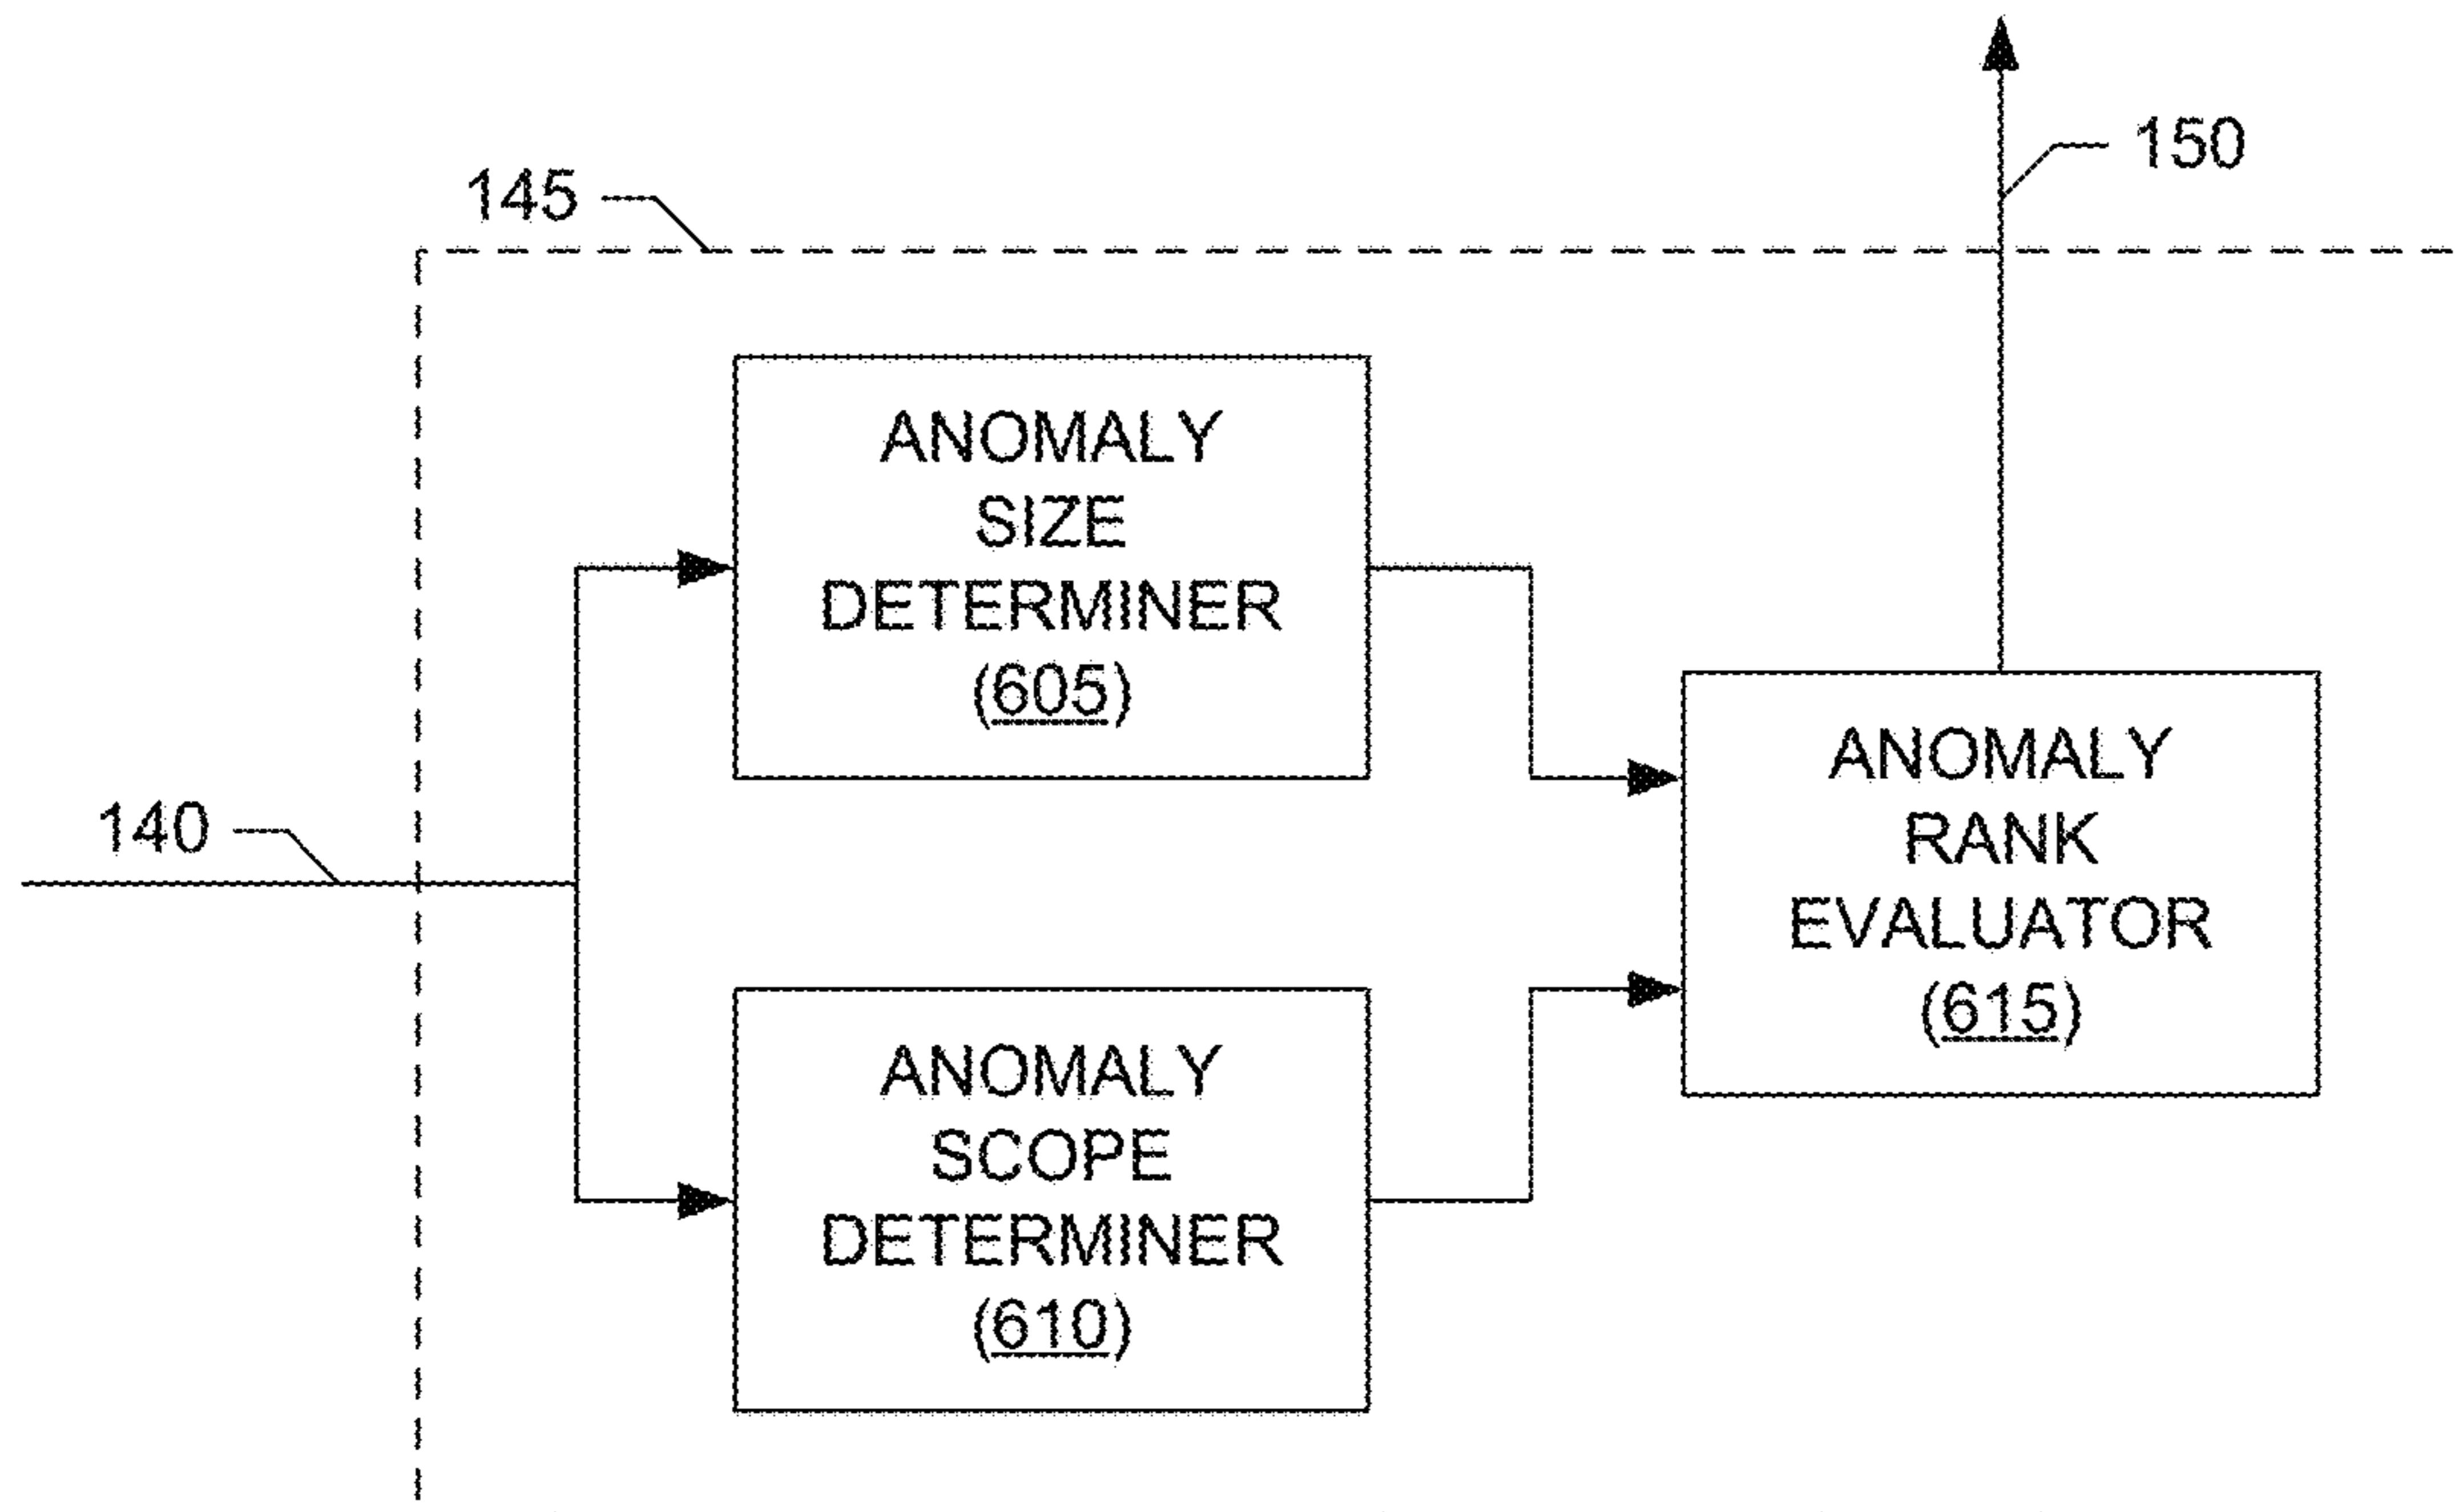 150
145
ANOMALY
SIZE
DETERMINER
(605)
140
ANOMALY
RANK
EVALUATOR
(615)
ANOMALY
SCOPE
DETERMINER
(610)